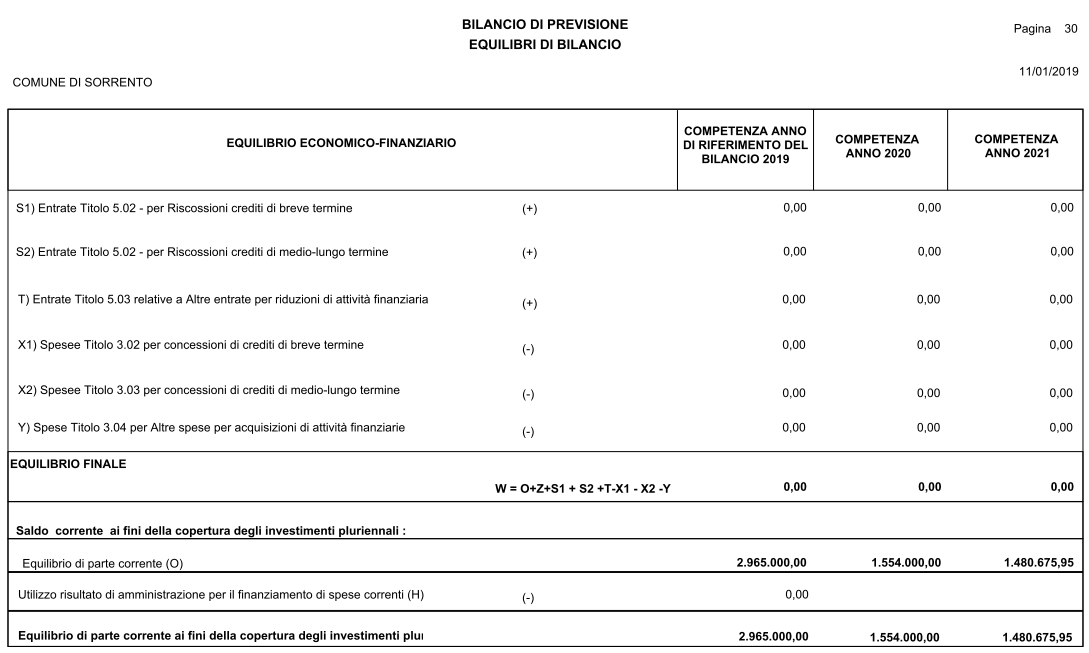 BILANCIO DI PREVISIONE
EQUILIBRI DI BILANCIO
Pagina 30
11/01/2019
COMUNE DI SORRENTO
EQUILIBRIO ECONOMICO-FINANZIARIO
COMPETENZA ANNO
DI RIFERIMENTO DEL
BILANCIO 2019
COMPETENZA
ANNO 2020
COMPETENZA
ANNO 2021
S1) Entrate Titolo 5.02 - per Riscossioni crediti di breve termine (+) 0,00 0,00 0,00
S2) Entrate Titolo 5.02 - per Riscossioni crediti di medio-lungo termine (+) 0,00 0,00 0,00
T) Entrate Titolo 5.03 relative a Altre entrate per riduzioni di attività finanziaria (+) 0,00 0,00 0,00
X1) Spesee Titolo 3.02 per concessioni di crediti di breve termine (-) 0,00 0,00 0,00
X2) Spesee Titolo 3.03 per concessioni di crediti di medio-lungo termine (-) 0,00 0,00 0,00
Y) Spese Titolo 3.04 per Altre spese per acquisizioni di attività finanziarie (-) 0,00 0,00 0,00
EQUILIBRIO FINALE
W = O+Z+S1 + S2 +T-X1 - X2 -Y 0,00 0,00 0,00
Saldo corrente ai fini della copertura degli investimenti pluriennali :
Equilibrio di parte corrente (O) 2.965.000,00 1.554.000,00 1.480.675,95
Utilizzo risultato di amministrazione per il finanziamento di spese correnti (H) (-) 0,00
Equilibrio di parte corrente ai fini della copertura degli investimenti 2.965.000,00 1.554.000,00 1.480.675,95